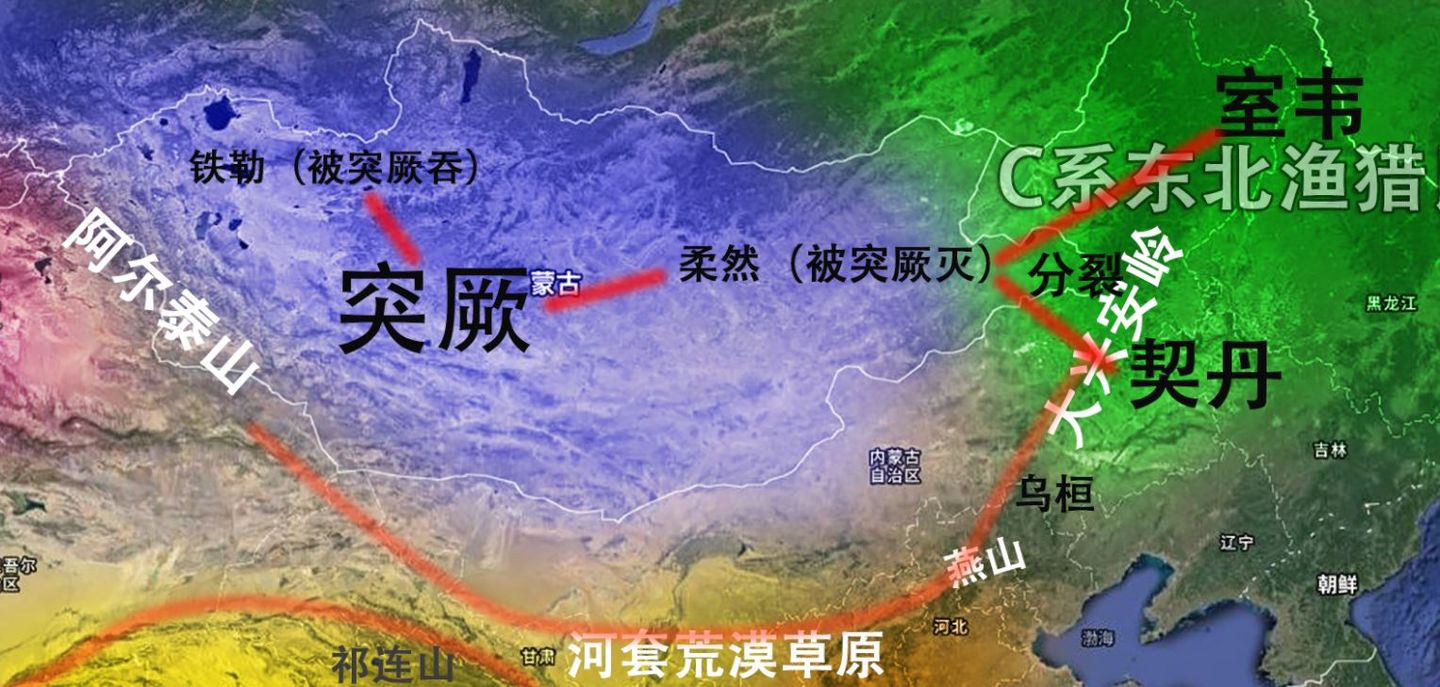 室韦
C系东北渔猎
铁勒（被突厥吞）
阿尔泰山
大兴安岭
柔然（被突厥灭）
分裂
突厥
蒙古
黑龙江
契丹
内蒙古
自治区
吉林
乌桓
辽宁
燕山
吾尔
区
朝鲜
河北
渤海
祁连山
甘肃
河套荒漠草原